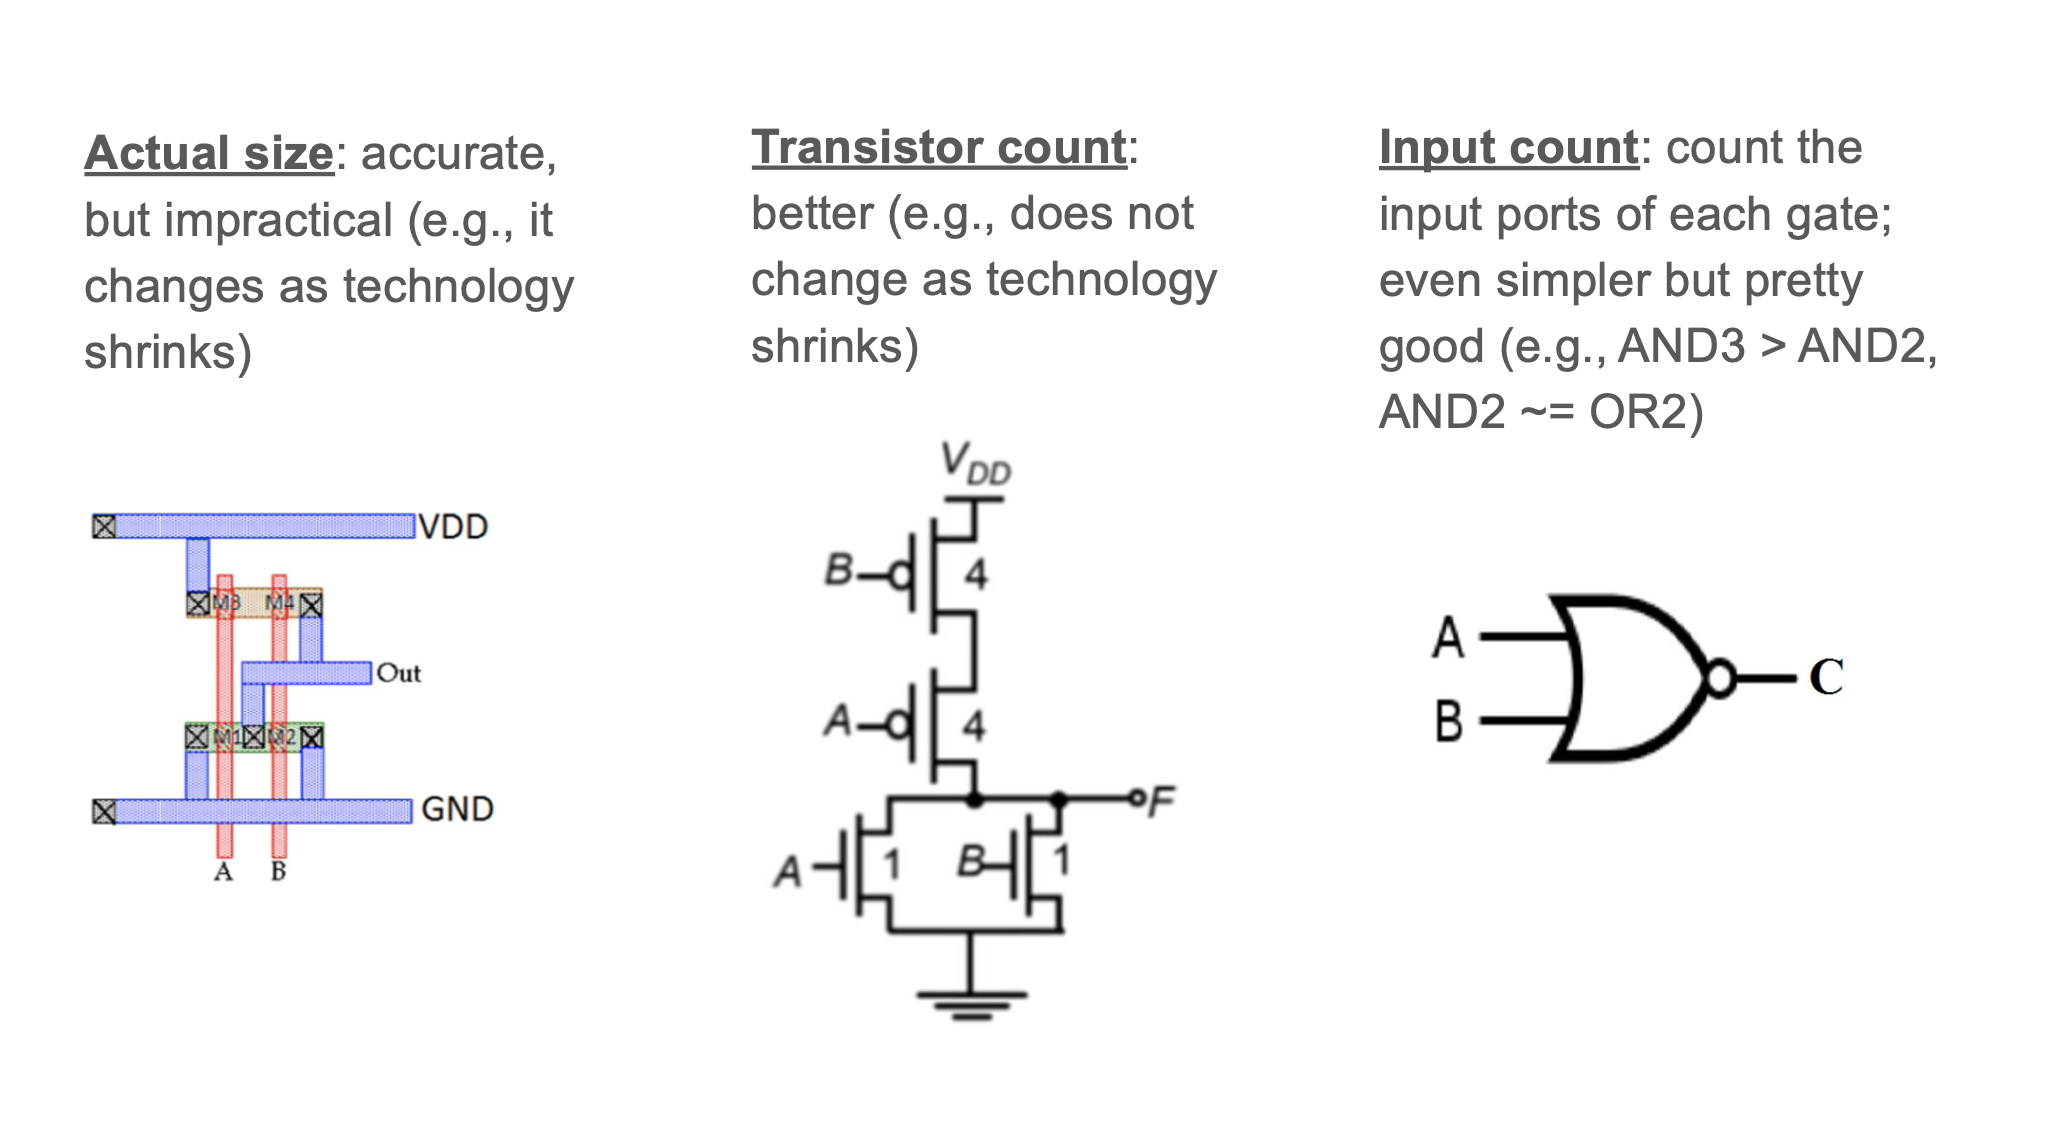 Actual size: accurate,
but impractical (e.g., it
changes as technology
shrinks)
Transistor count:
better (e.g., does not
change as technology
shrinks)
Input count: count the
input ports of each gate;
even simpler but pretty
good (e.g., AND3 > AND2,
AND2 ~= OR2)
VDD
M3 M4
Out
M1 M2
GND
A B
VDD
B 4
A 4
F
A 1 B 1
A
B
C